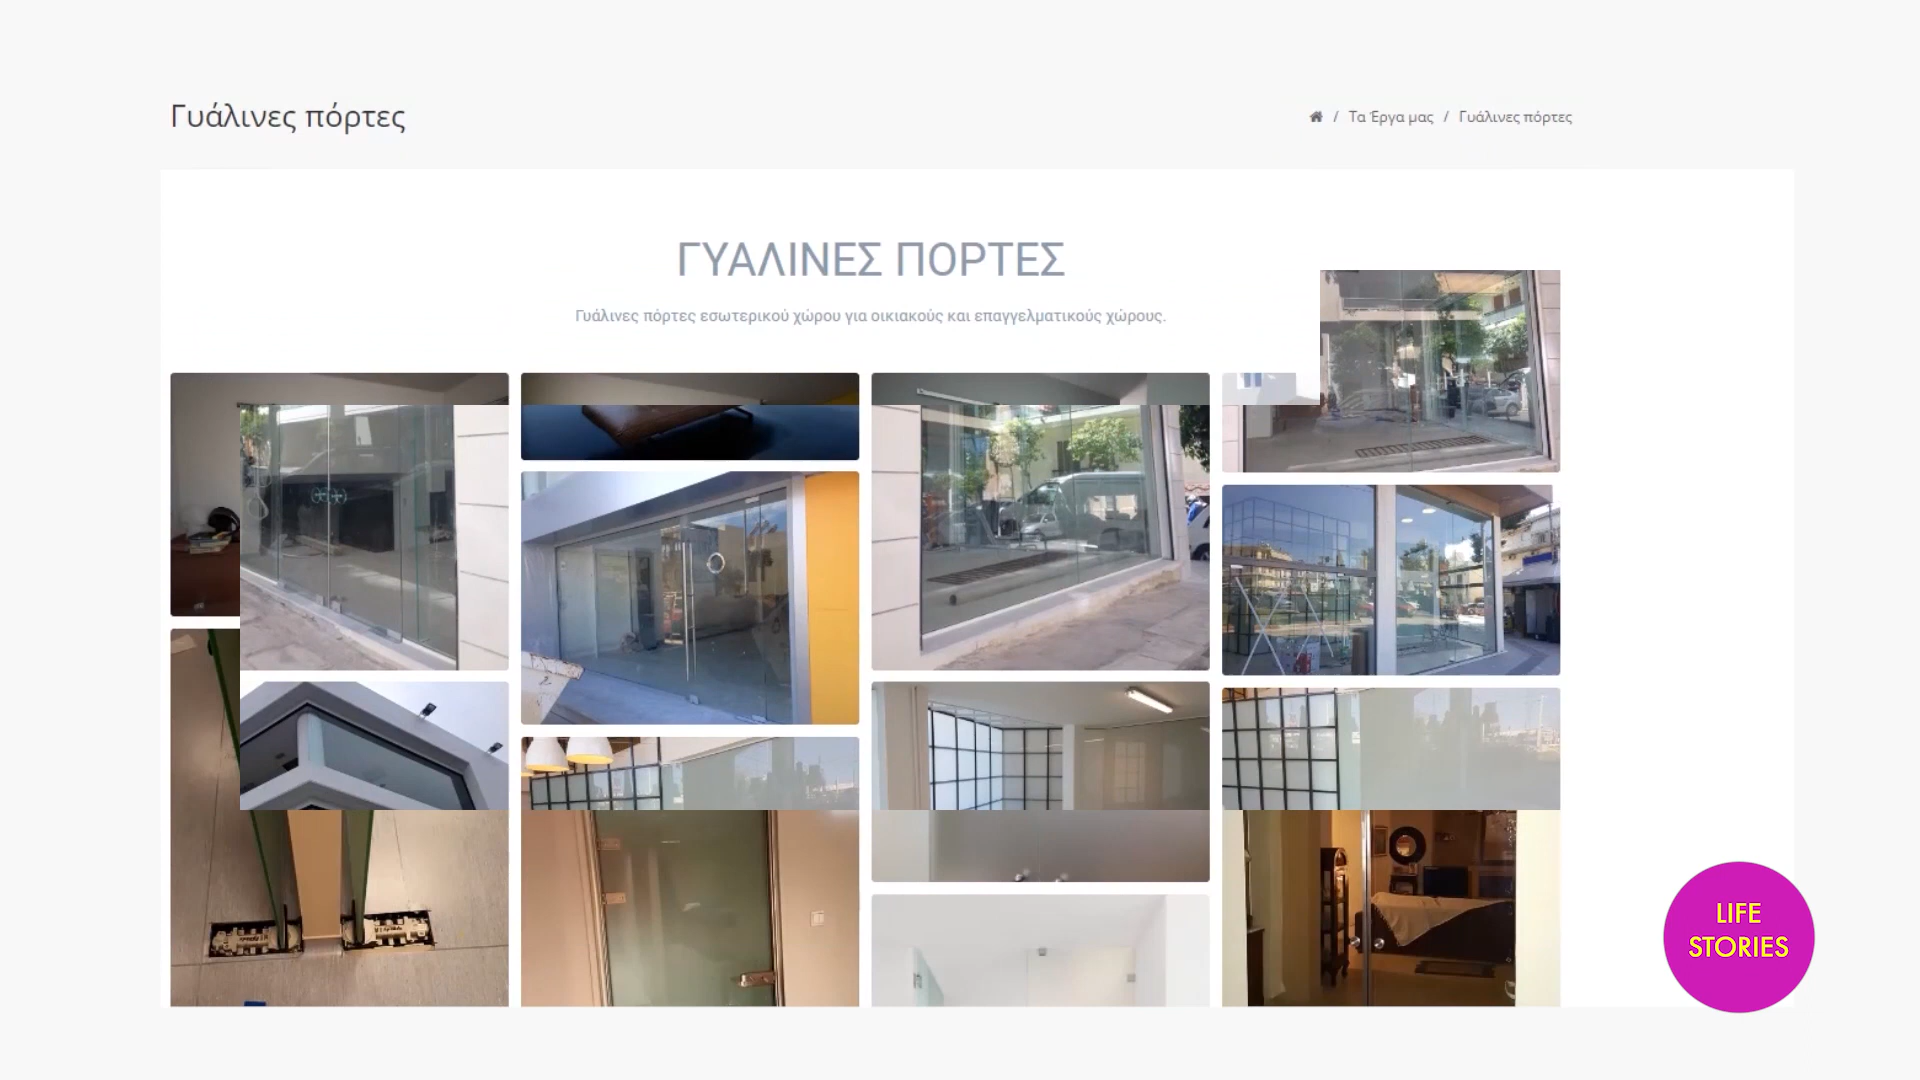 Γυάλινες πόρτες
/ Τα Έργα μας / Γυάλινες πόρτες
ΓΥΑΛΙΝΕΣ ΠΟΡΤΕΣ
Γυάλινες πόρτες εσωτερικού χώρου για οικιακούς και επαγγελματικούς χώρους.
LIFE
STORIES